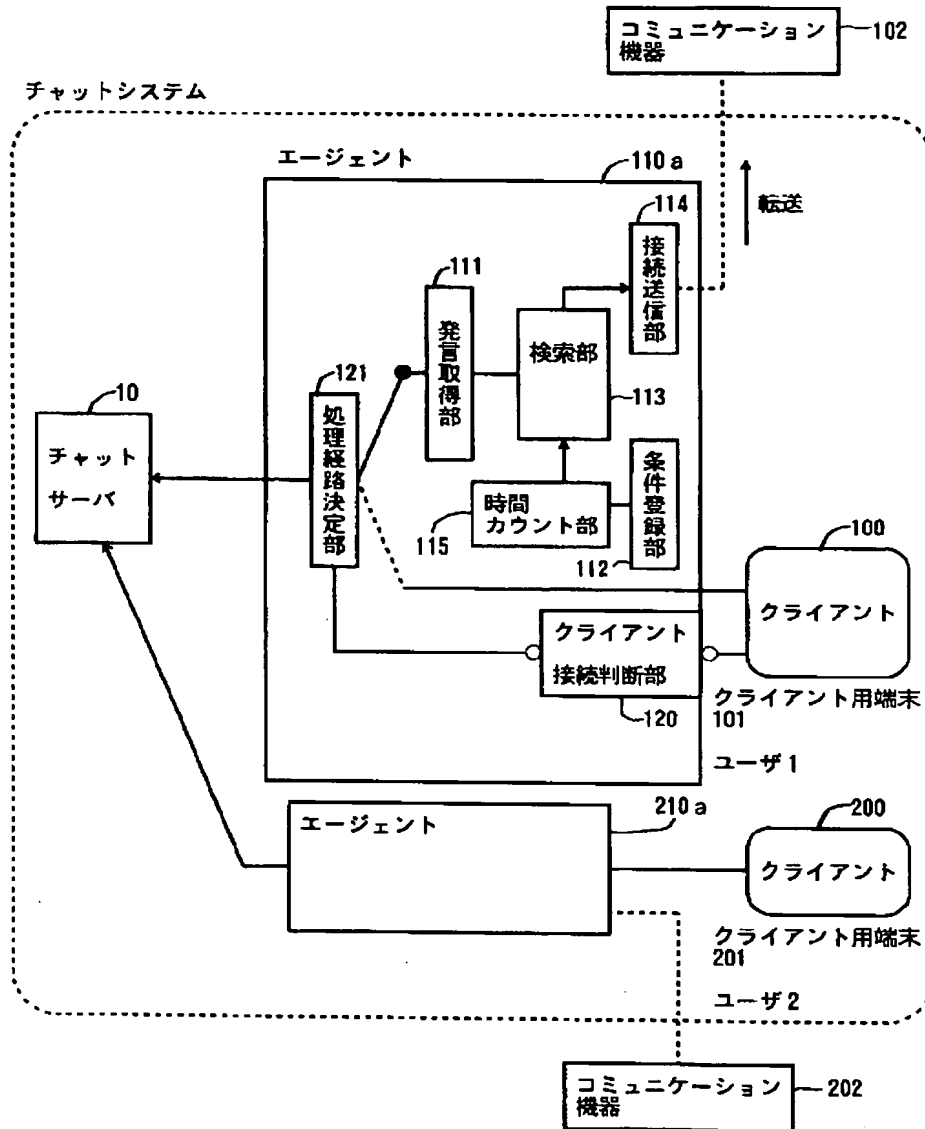 コミュニケーション
機器
102
チャットシステム
エージェント
110a
114
転送
接続送信部
111
発言取得部
検索部
113
121
処理経路決定部
10
チャット
サーバ
時間
カウント部
115
条件登録部
112
100
クライアント
クライアント
接続判断部
120
クライアント用端末
101
ユーザ1
エージェント
210a
200
クライアント
クライアント用端末
201
ユーザ2
コミュニケーション
機器
202